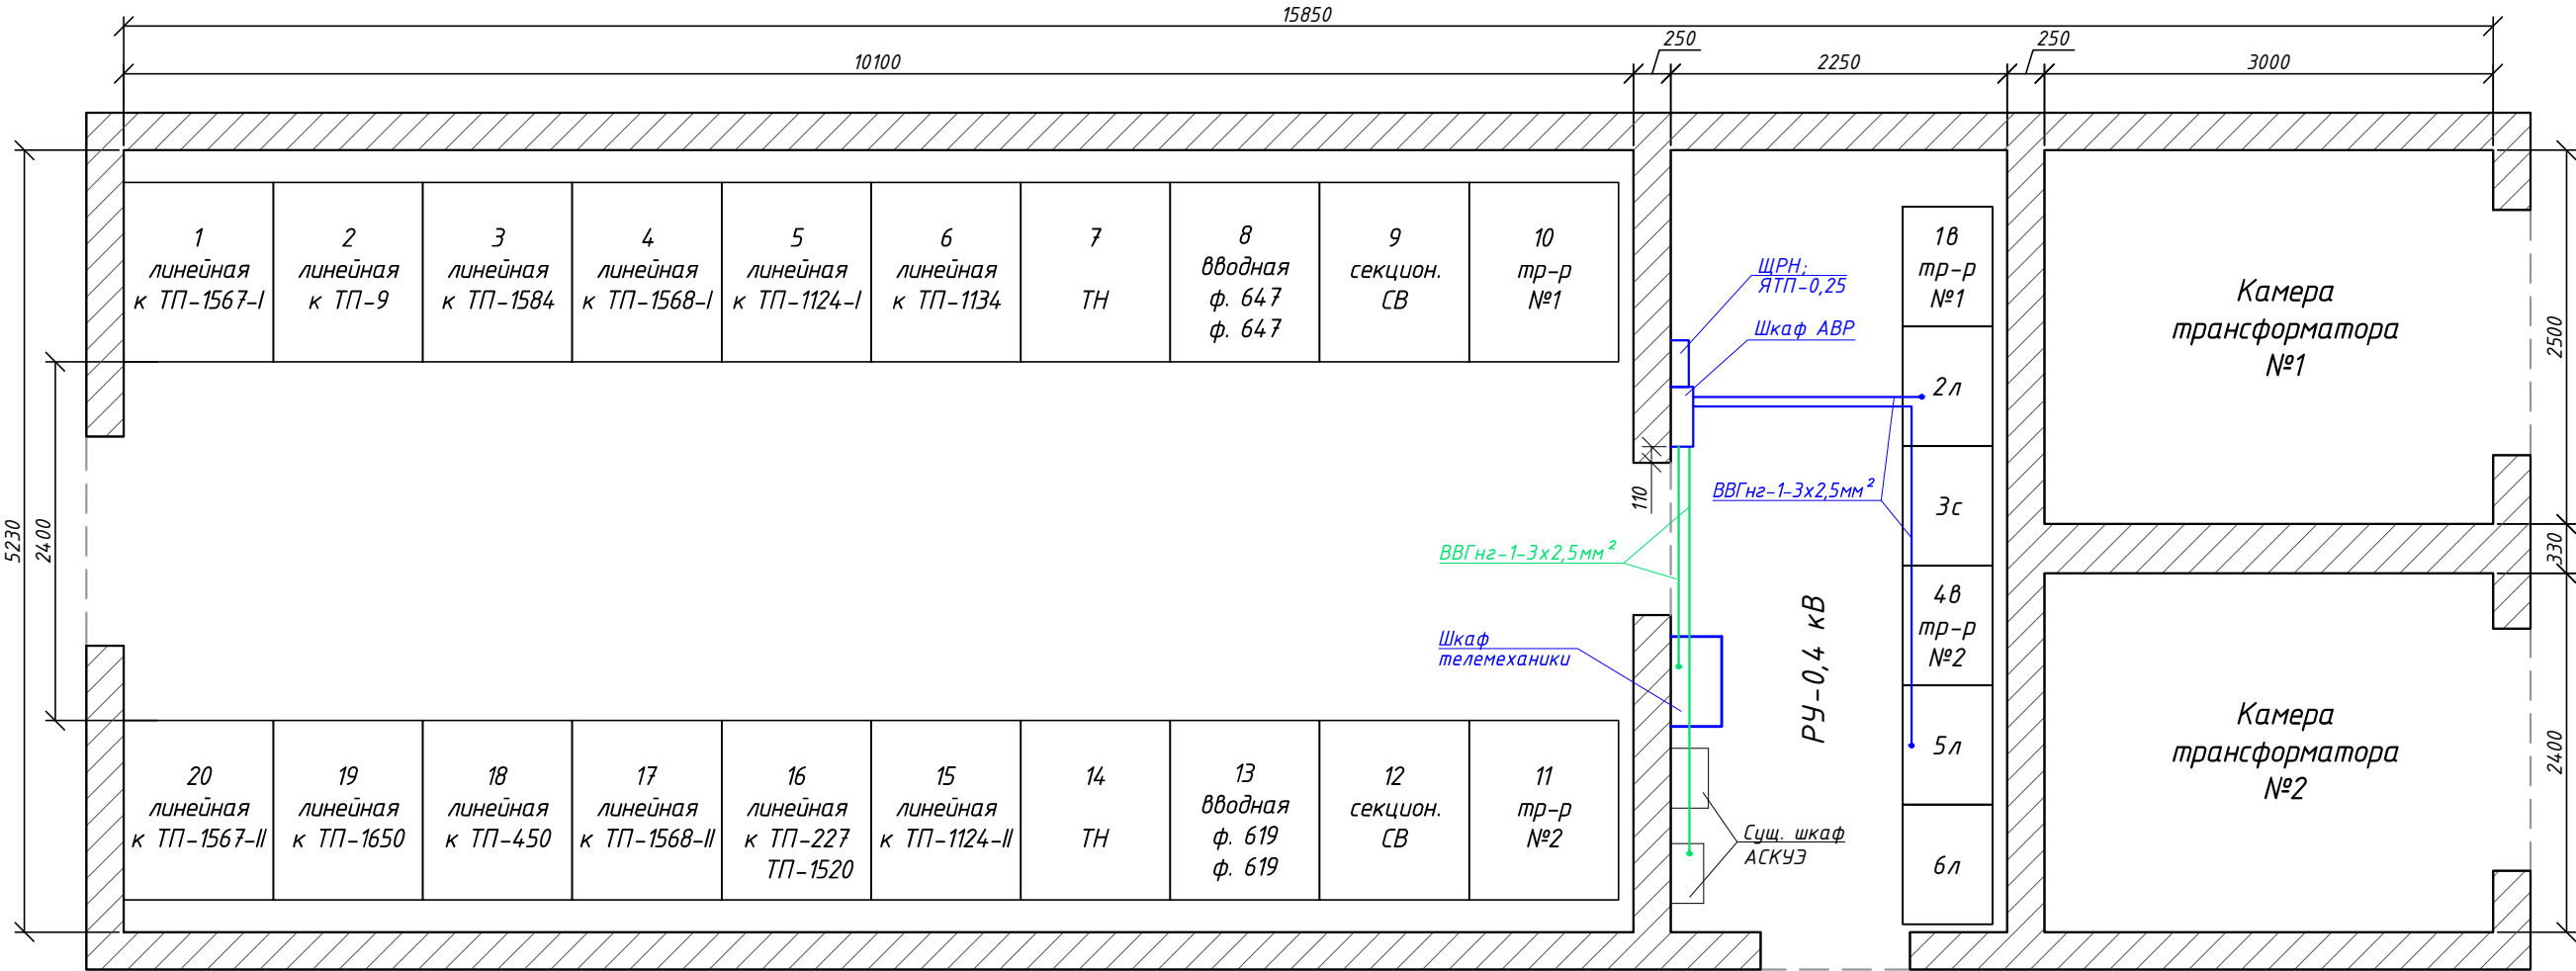 15850
10100
250
2250
250
3000
5230
2400
1
линейная
к ТП-1567-I
2
линейная
к ТП-9
3
линейная
к ТП-1584
4
линейная
к ТП-1568-I
5
линейная
к ТП-1124-I
6
линейная
к ТП-1134
7
ТН
8
вводная
ф. 647
ф. 647
9
секцион.
СВ
10
тр-р
№1
ЩРН;
ЯТП-0,25
Шкаф АВР
110
ВВГнг-1-3х2,5мм²
ВВГнг-1-3х2,5мм²
Шкаф
телемеханики
РУ-0,4 кВ
Сущ. шкаф
АСКУЭ
1в
тр-р
№1
2л
3с
4в
тр-р
№2
5л
6л
Камера
трансформатора
№1
Камера
трансформатора
№2
2500
330
2400
20
линейная
к ТП-1567-II
19
линейная
к ТП-1650
18
линейная
к ТП-450
17
линейная
к ТП-1568-II
16
линейная
к ТП-227
ТП-1520
15
линейная
к ТП-1124-II
14
ТН
13
вводная
ф. 619
ф. 619
12
секцион.
СВ
11
тр-р
№2